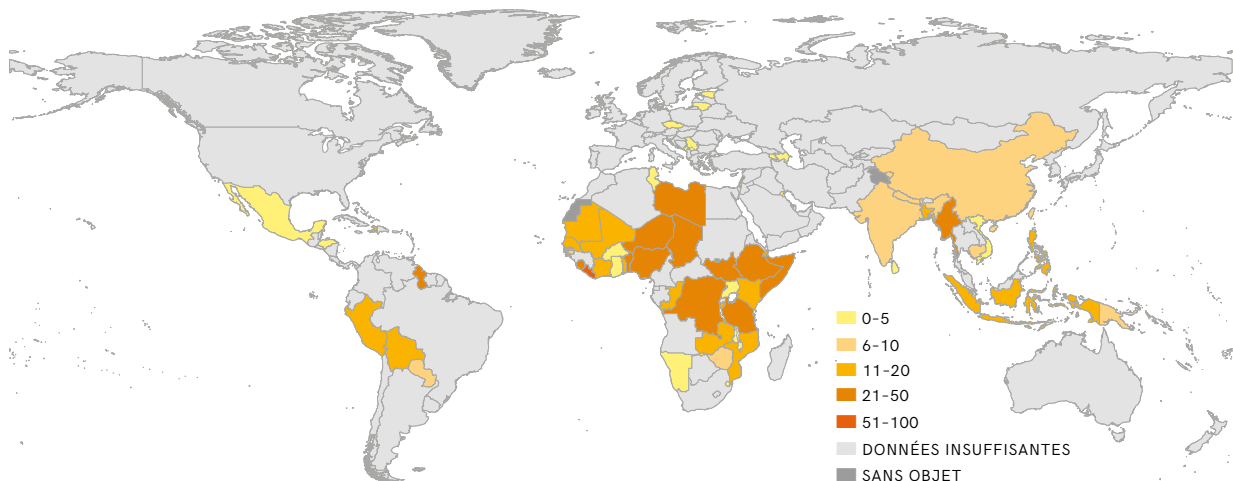 0–5
6–10
11–20
21–50
51–100
DONNÉES INSUFFISANTES
SANS OBJET